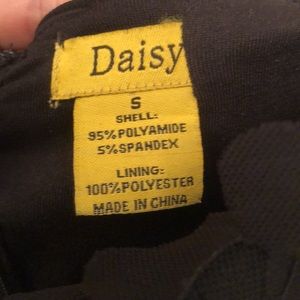 Daisy
S
SHELL:
95%POLYAMIDE
5%SPANDEX
LINING:
100%POLYESTER
MADE IN CHINA